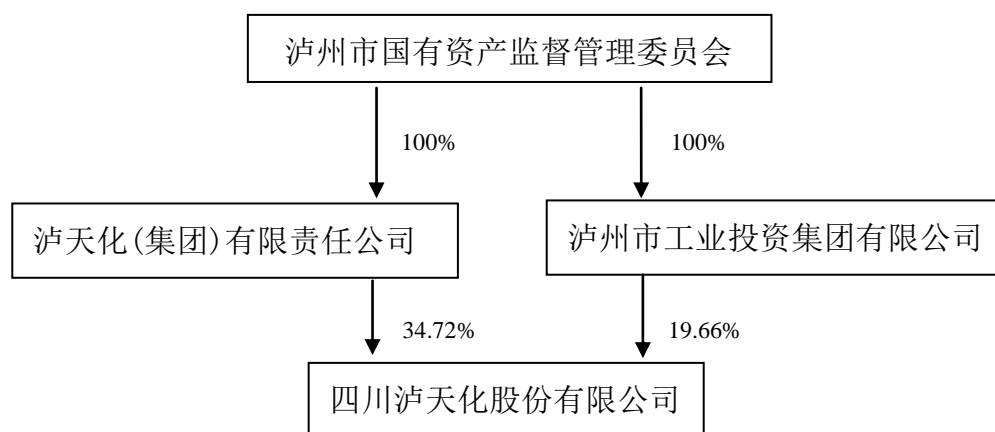 泸州市国有资产监督管理委员会
100%
100%
泸天化(集团)有限责任公司
泸州市工业投资集团有限公司
34.72%
19.66%
四川泸天化股份有限公司